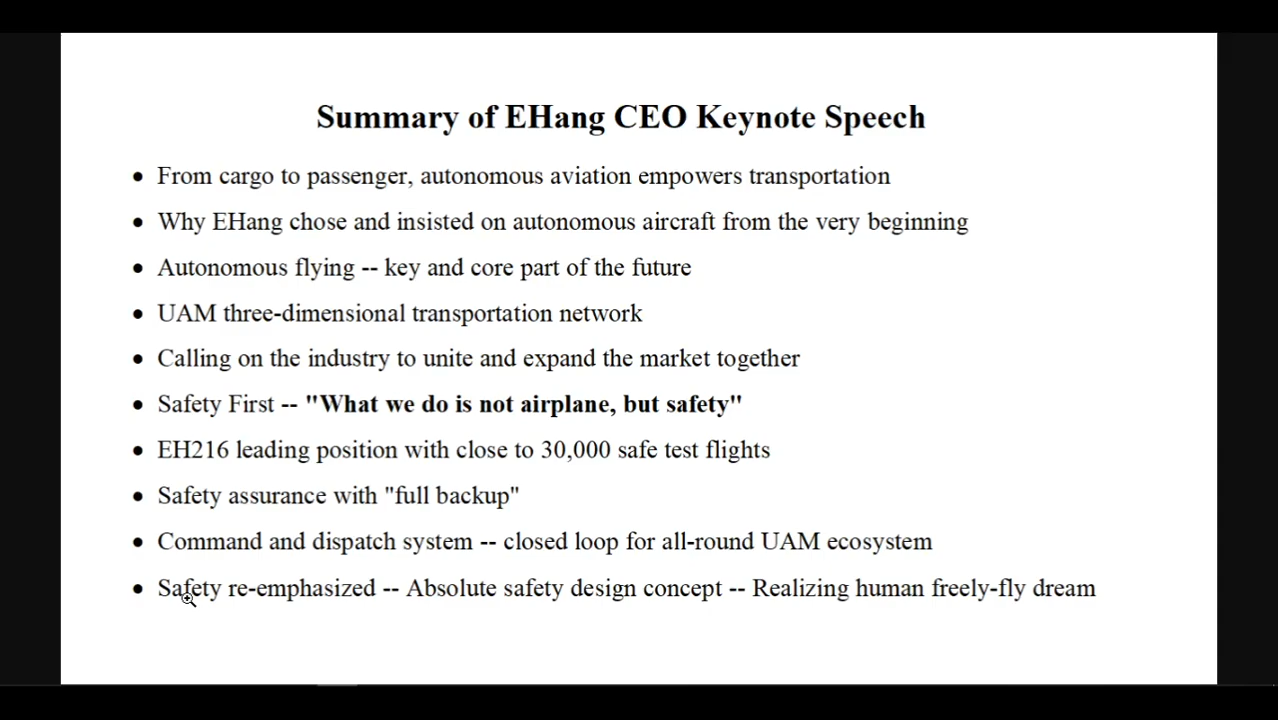 Summary of EHang CEO Keynote Speech
• From cargo to passenger, autonomous aviation empowers transportation
• Why EHang chose and insisted on autonomous aircraft from the very beginning
• Autonomous flying -- key and core part of the future
• UAM three-dimensional transportation network
• Calling on the industry to unite and expand the market together
• Safety First -- "What we do is not airplane, but safety"
• EH216 leading position with close to 30,000 safe test flights
• Safety assurance with "full backup"
• Command and dispatch system -- closed loop for all-round UAM ecosystem
• Safety re-emphasized -- Absolute safety design concept -- Realizing human freely-fly dream